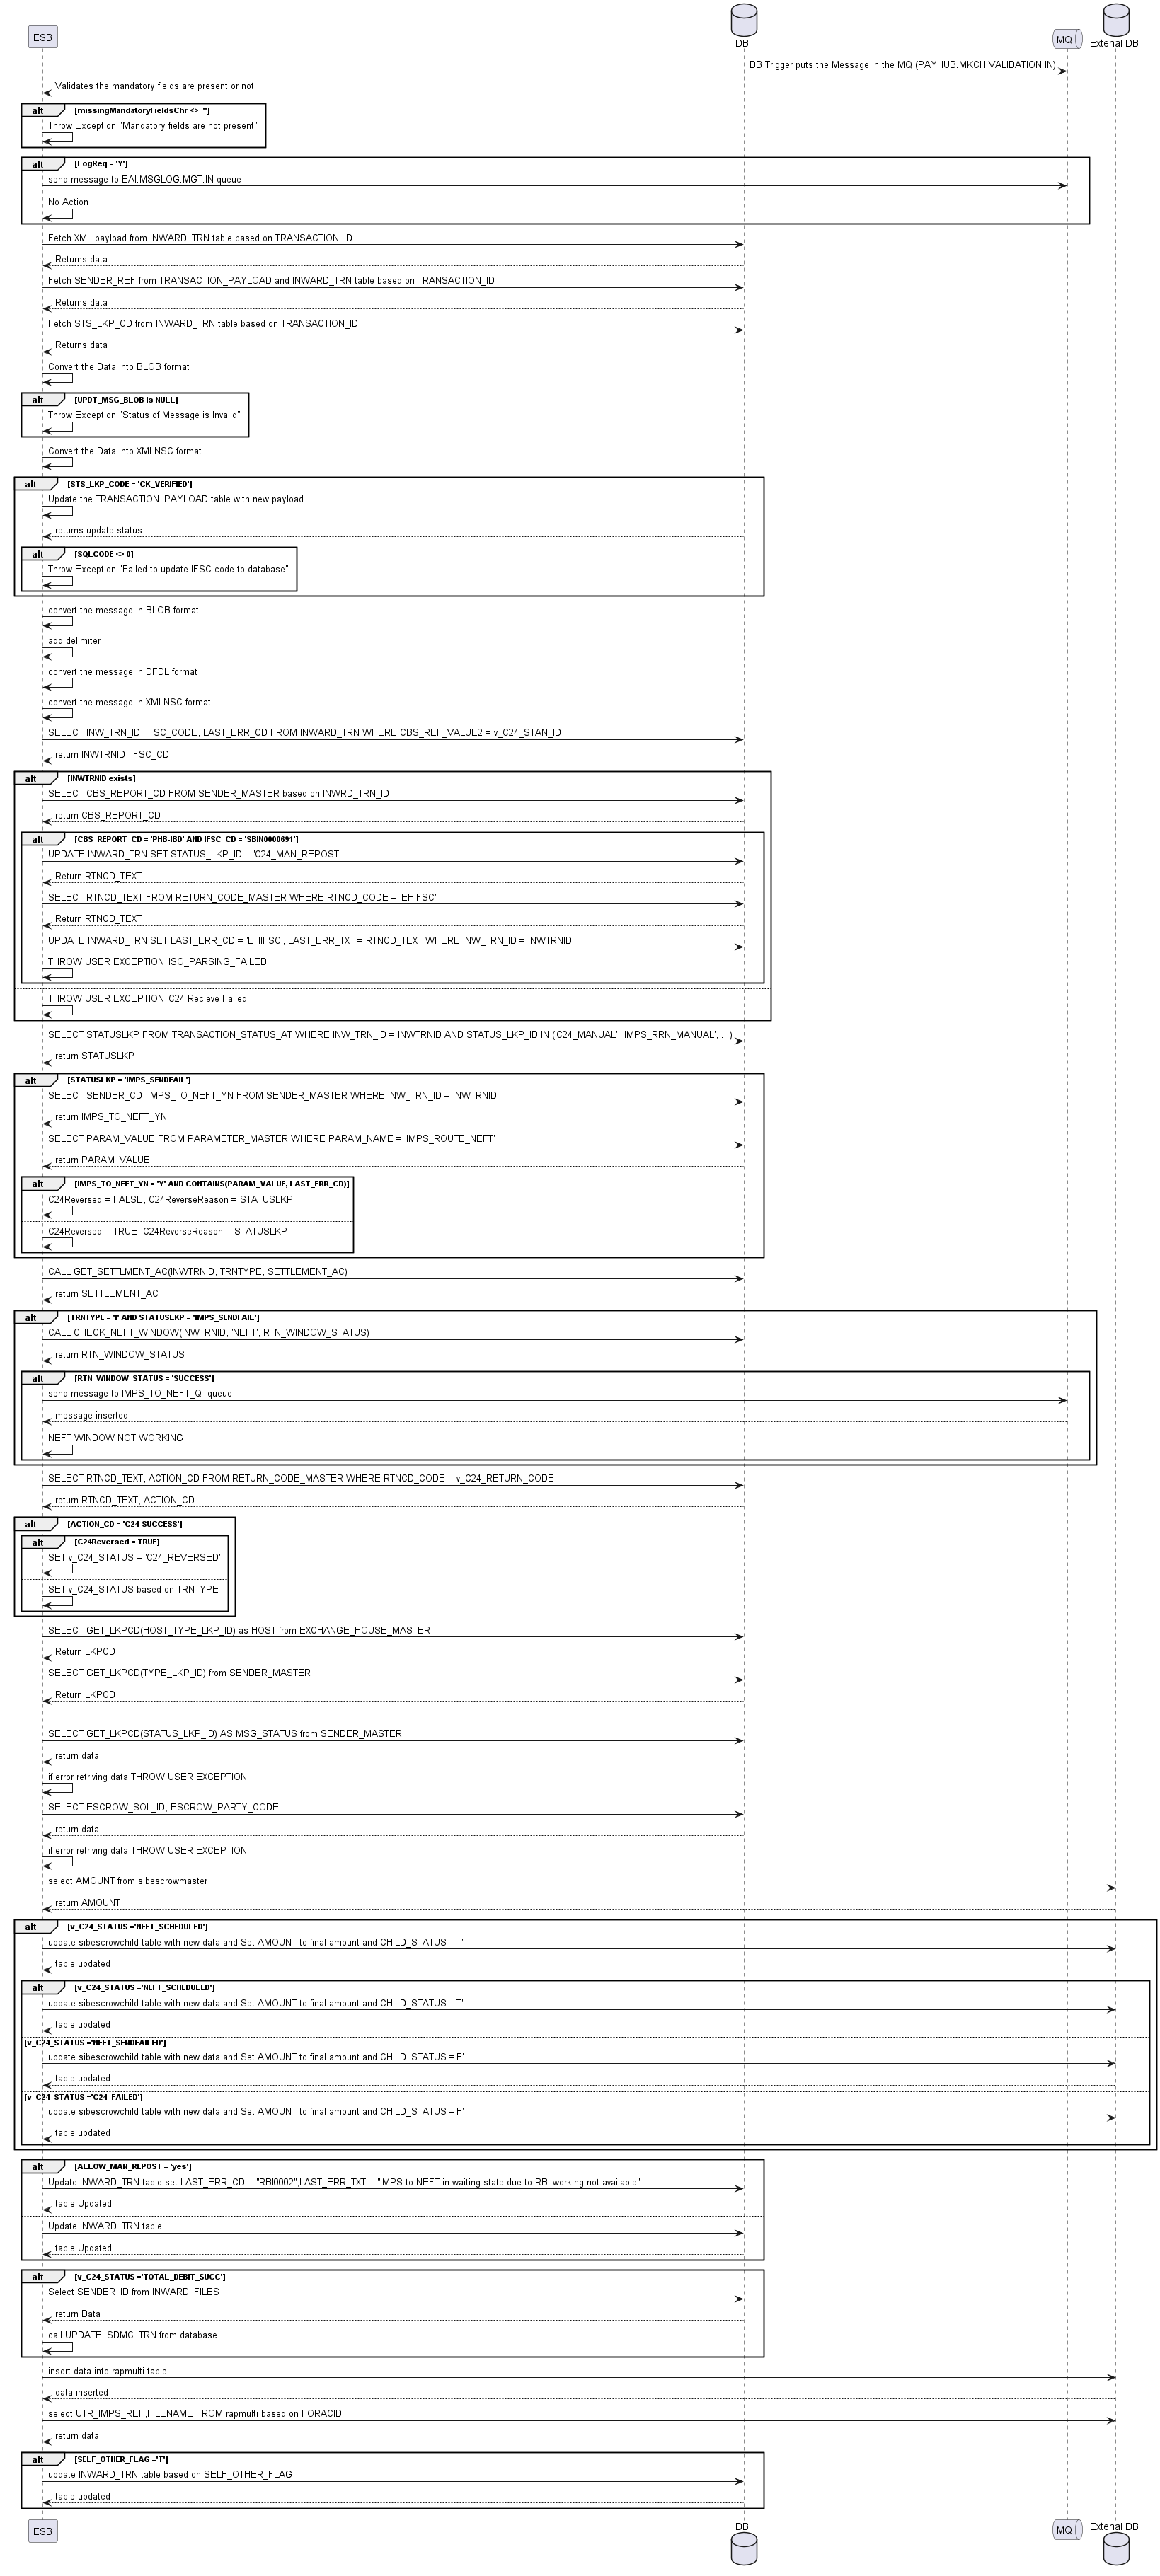 ESB
DB
MQ
Extenal DB
DB Trigger puts the Message in the MQ (PAYHUB.MKCH.VALIDATION.IN)
Validates the mandatory fields are present or not
alt [missingMandatoryFieldsChr <> '']
Throw Exception "Mandatory fields are not present"
alt [LogReq = 'Y']
send message to EAI.MSGLOG.MGT.IN queue
No Action
Fetch XML payload from INWARD_TRN table based on TRANSACTION_ID
Returns data
Fetch SENDER_REF from TRANSACTION_PAYLOAD and INWARD_TRN table based on TRANSACTION_ID
Returns data
Fetch STS_LKP_CD from INWARD_TRN table based on TRANSACTION_ID
Returns data
Convert the Data into BLOB format
alt [UPDT_MSG_BLOB is NULL]
Throw Exception "Status of Message is Invalid"
Convert the Data into XMLNSC format
alt [STS_LKP_CODE = 'CK_VERIFIED']
Update the TRANSACTION_PAYLOAD table with new payload
returns update status
alt [SQLCODE <> 0]
Throw Exception "Failed to update IFSC code to database"
convert the message in BLOB format
add delimiter
convert the message in DFDL format
convert the message in XMLNSC format
SELECT INW_TRN_ID, IFSC_CODE, LAST_ERR_CD FROM INWARD_TRN WHERE CBS_REF_VALUE2 = v_C24_STAN_ID
return INWTRNID, IFSC_CD
alt [INWTRNID exists]
SELECT CBS_REPORT_CD FROM SENDER_MASTER based on INWRD_TRN_ID
return CBS_REPORT_CD
alt [CBS_REPORT_CD = 'PHB-IBD' AND IFSC_CD = 'SBIN0000691']
UPDATE INWARD_TRN SET STATUS_LKP_ID = 'C24_MAN_REPOST'
Return RTNCD_TEXT
SELECT RTNCD_TEXT FROM RETURN_CODE_MASTER WHERE RTNCD_CODE = 'EHIFSC'
Return RTNCD_TEXT
UPDATE INWARD_TRN SET LAST_ERR_CD = 'EHIFSC', LAST_ERR_TXT = RTNCD_TEXT WHERE INW_TRN_ID = INWTRNID
THROW USER EXCEPTION 'ISO_PARSING_FAILED'
THROW USER EXCEPTION 'C24 Recieve Failed'
SELECT STATUSLKP FROM TRANSACTION_STATUS_AT WHERE INW_TRN_ID = INWTRNID AND STATUS_LKP_ID IN ('C24_MANUAL', 'IMPS_RRN_MANUAL', ...)
return STATUSLKP
alt [STATUSLKP = 'IMPS_SENDFAIL']
SELECT SENDER_CD, IMPS_TO_NEFT_YN FROM SENDER_MASTER WHERE INW_TRN_ID = INWTRNID
return IMPS_TO_NEFT_YN
SELECT PARAM_VALUE FROM PARAMETER_MASTER WHERE PARAM_NAME = 'IMPS_ROUTE_NEFT'
return PARAM_VALUE
alt [IMPS_TO_NEFT_YN = 'Y' AND CONTAINS(PARAM_VALUE, LAST_ERR_CD)]
C24Reversed = FALSE, C24ReverseReason = STATUSLKP
C24Reversed = TRUE, C24ReverseReason = STATUSLKP
CALL GET_SETTLMENT_AC(INWTRNID, TRNTYPE, SETTLEMENT_AC)
return SETTLEMENT_AC
alt [TRNTYPE = 'I' AND STATUSLKP = 'IMPS_SENDFAIL']
CALL CHECK_NEFT_WINDOW(INWTRNID, 'NEFT', RTN_WINDOW_STATUS)
return RTN_WINDOW_STATUS
alt [RTN_WINDOW_STATUS = 'SUCCESS']
send message to IMPS_TO_NEFT_Q  queue
message inserted
NEFT WINDOW NOT WORKING
SELECT RTNCD_TEXT, ACTION_CD FROM RETURN_CODE_MASTER WHERE RTNCD_CODE = v_C24_RETURN_CODE
return RTNCD_TEXT, ACTION_CD
alt [ACTION_CD = 'C24-SUCCESS']
alt [C24Reversed = TRUE]
SET v_C24_STATUS = 'C24_REVERSED'
SET v_C24_STATUS based on TRNTYPE
SELECT GET_LKPCD(HOST_TYPE_LKP_ID) as HOST from EXCHANGE_HOUSE_MASTER
Return LKPCD
SELECT GET_LKPCD(TYPE_LKP_ID) from SENDER_MASTER
Return LKPCD
SELECT GET_LKPCD(STATUS_LKP_ID) AS MSG_STATUS from SENDER_MASTER
return data
if error retriving data THROW USER EXCEPTION
SELECT ESCROW_SOL_ID, ESCROW_PARTY_CODE
return data
if error retriving data THROW USER EXCEPTION
select AMOUNT from sibescrowmaster
return AMOUNT
alt [v_C24_STATUS ='NEFT_SCHEDULED']
update sibescrowchild table with new data and Set AMOUNT to final amount and CHILD_STATUS ='T'
table updated
alt [v_C24_STATUS ='NEFT_SCHEDULED']
update sibescrowchild table with new data and Set AMOUNT to final amount and CHILD_STATUS ='T'
table updated
[v_C24_STATUS ='NEFT_SENDFAILED']
update sibescrowchild table with new data and Set AMOUNT to final amount and CHILD_STATUS ='F'
table updated
[v_C24_STATUS ='C24_FAILED']
update sibescrowchild table with new data and Set AMOUNT to final amount and CHILD_STATUS ='F'
table updated
alt [ALLOW_MAN_REPOST = 'yes']
Update INWARD_TRN table set LAST_ERR_CD = "RBI0002",LAST_ERR_TXT = "IMPS to NEFT in waiting state due to RBI working not available"
table Updated
Update INWARD_TRN table
table Updated
alt [v_C24_STATUS ='TOTAL_DEBIT_SUCC']
Select SENDER_ID from INWARD_FILES
return Data
call UPDATE_SDMC_TRN from database
insert data into rapmulti table
data inserted
select UTR_IMPS_REF,FILENAME FROM rapmulti based on FORACID
return data
alt [SELF_OTHER_FLAG ='T']
update INWARD_TRN table based on SELF_OTHER_FLAG
table updated
ESB
DB
MQ
Extenal DB